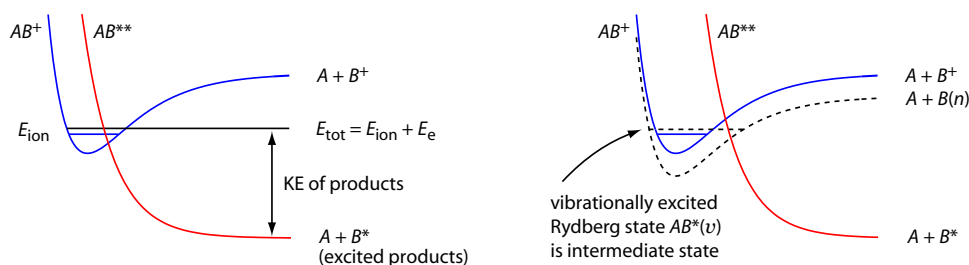 AB⁺
AB**
A + B⁺
E_ion
E_tot = E_ion + E_e
KE of products
A + B*
(excited products)
AB⁺
AB**
A + B⁺
A + B(n)
vibrationally excited
Rydberg state AB*(υ)
is intermediate state
A + B*